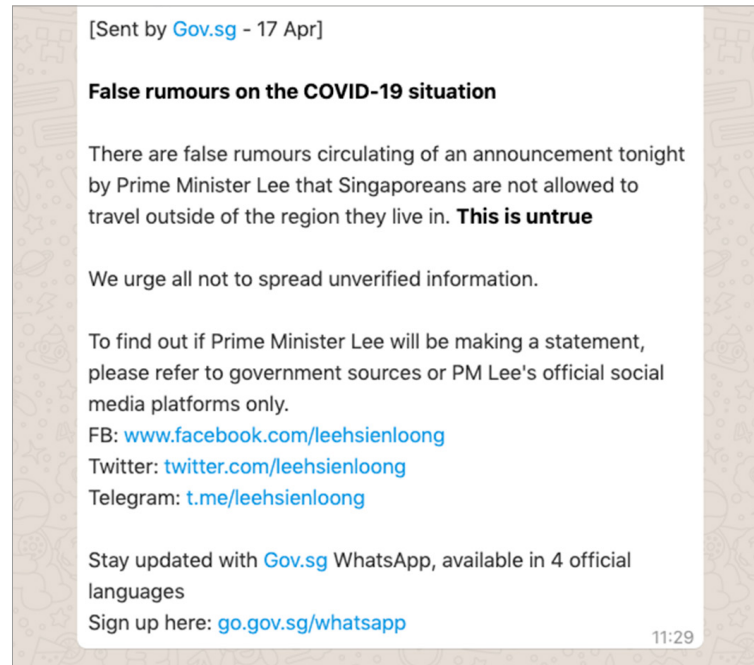 [Sent by Gov.sg - 17 Apr]
False rumours on the COVID-19 situation
There are false rumours circulating of an announcement tonight
by Prime Minister Lee that Singaporeans are not allowed to
travel outside of the region they live in. This is untrue
We urge all not to spread unverified information.
To find out if Prime Minister Lee will be making a statement,
please refer to government sources or PM Lee's official social
media platforms only.
FB: www.facebook.com/leehsienloong
Twitter: twitter.com/leehsienloong
Telegram: t.me/leehsienloong
Stay updated with Gov.sg WhatsApp, available in 4 official
languages
Sign up here: go.gov.sg/whatsapp
11:29